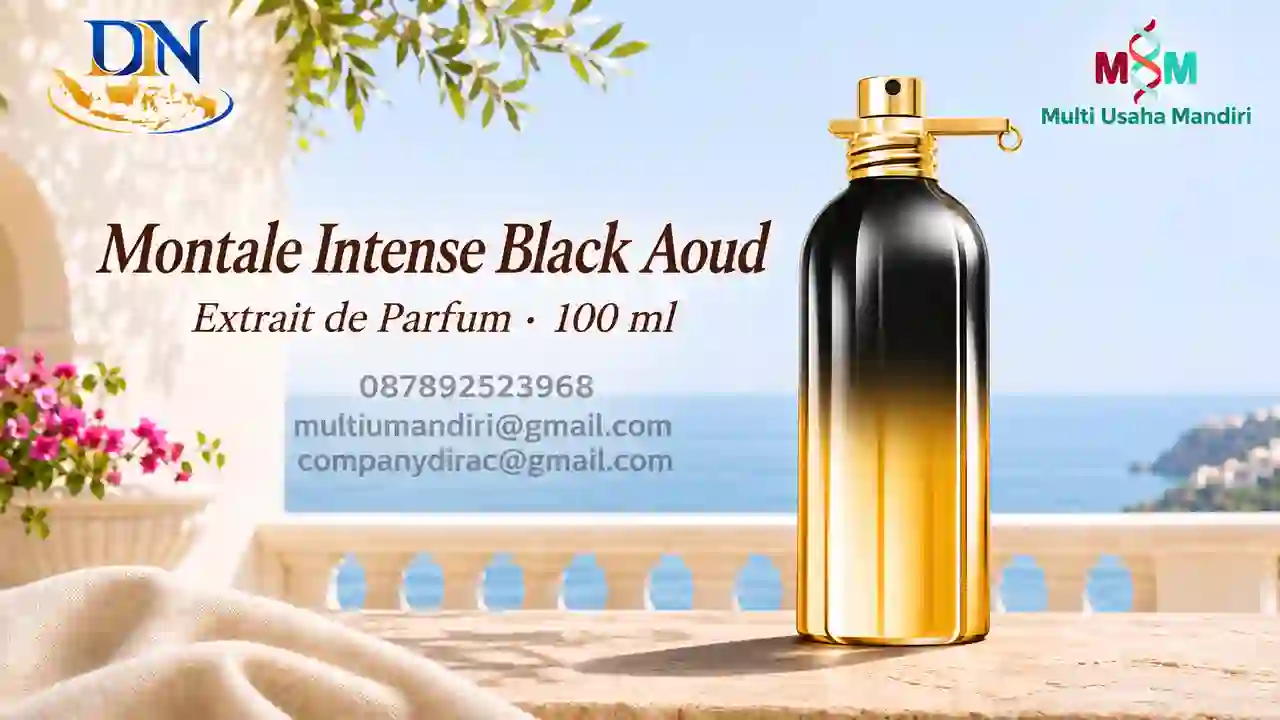 DN
MSM
Multi Usaha Mandiri
Montale Intense Black Aoud
Extrait de Parfum · 100 ml
087892523968
multiumandiri@gmail.com
companydirac@gmail.com